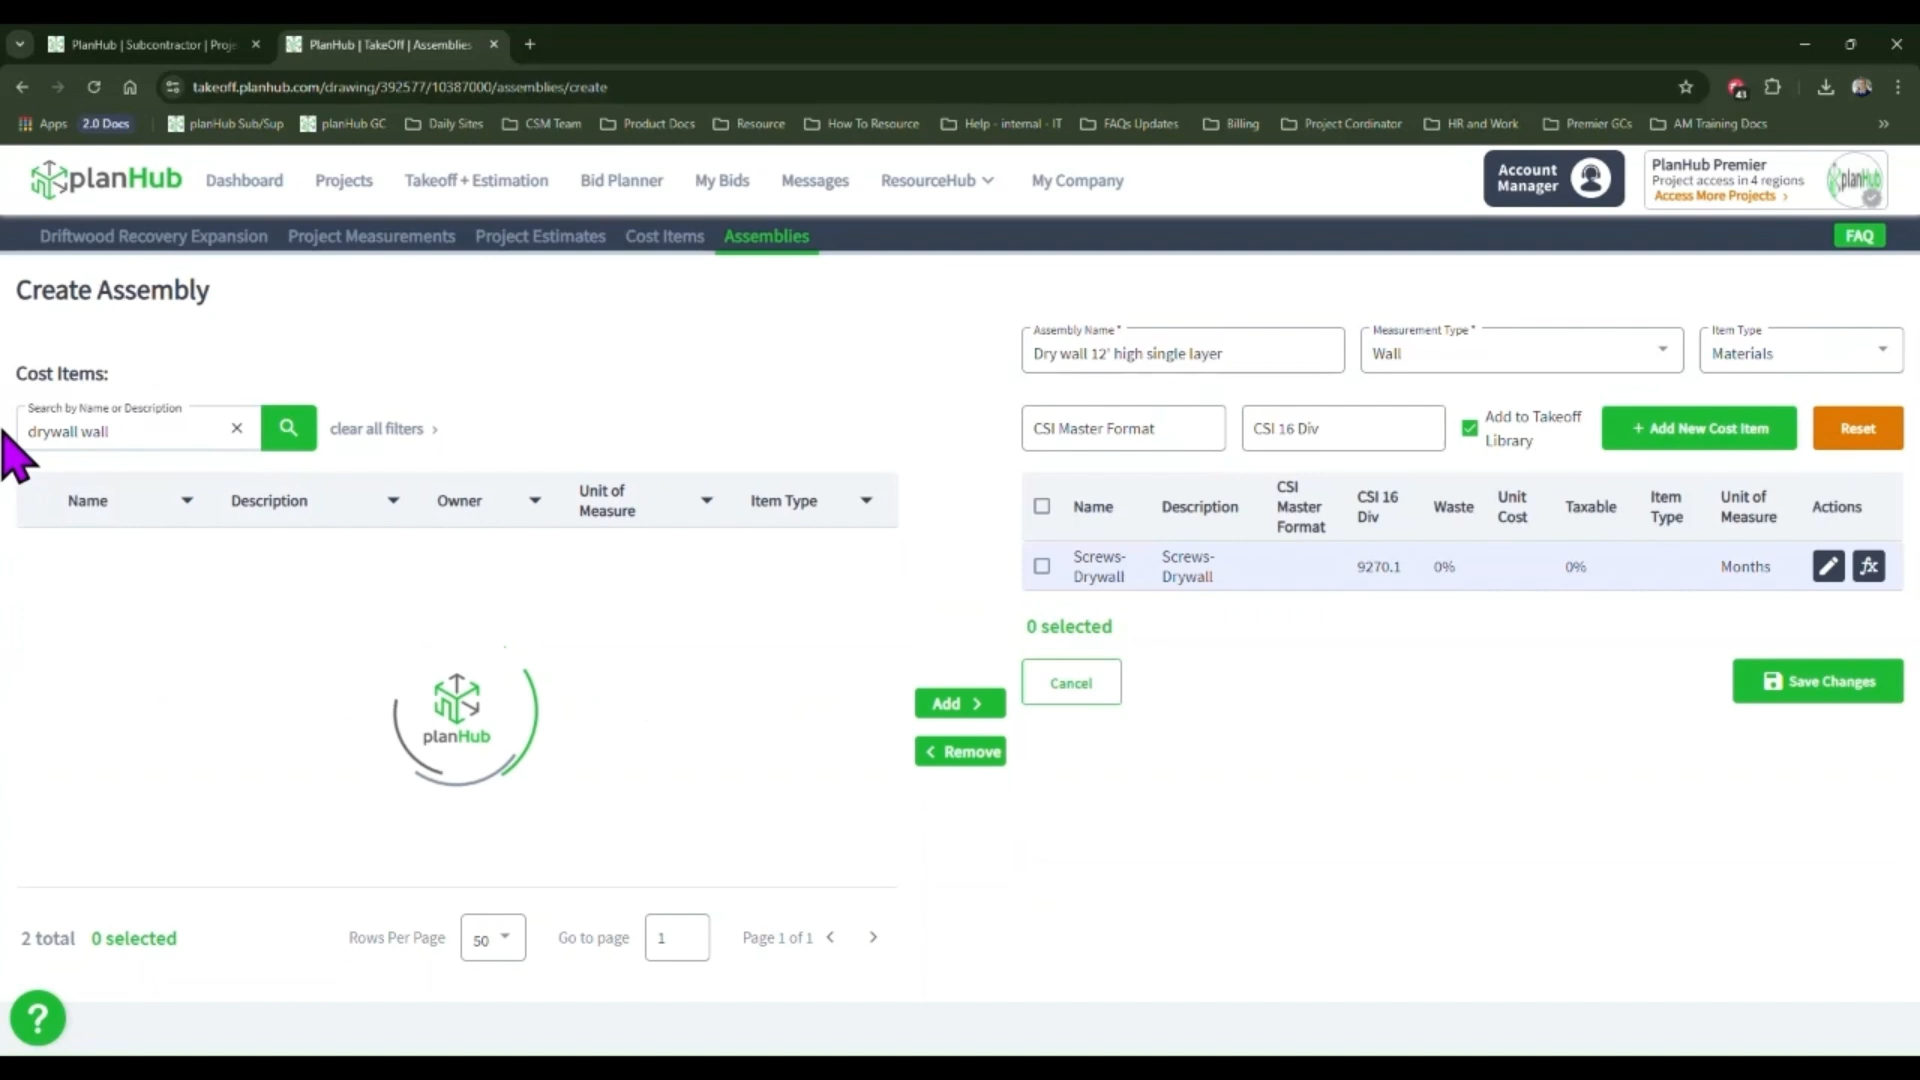 PlanHub | Subcontractor | Proje
PlanHub | TakeOff | Assemblies
takeoff.planhub.com/drawing/392577/10387000/assemblies/create
43
Apps
2.0 Docs
planHub Sub/Sup
planHub GC
Daily Sites
CSM Team
Product Docs
Resource
How To Resource
Help - internal - IT
FAQs Updates
Billing
Project Cordinator
HR and Work
Premier GCs
AM Training Docs
planHub
Dashboard
Projects
Takeoff + Estimation
Bid Planner
My Bids
Messages
ResourceHub
My Company
Account
Manager
PlanHub Premier
Project access in 4 regions
Access More Projects ›
planHub
Driftwood Recovery Expansion
Project Measurements
Project Estimates
Cost Items
Assemblies
FAQ
Create Assembly
Assembly Name *
Dry wall 12' high single layer
Measurement Type *
Wall
Item Type
Materials
Cost Items:
Search by Name or Description
drywall wall
clear all filters ›
CSI Master Format
CSI 16 Div
Add to Takeoff
Library
+ Add New Cost Item
Reset
Name
Description
Owner
Unit of
Measure
Item Type
Name
Description
CSI
Master
Format
CSI 16
Div
Waste
Unit
Cost
Taxable
Item
Type
Unit of
Measure
Actions
Screws-
Drywall
Screws-
Drywall
9270.1
0%
0%
Months
fx
0 selected
planHub
Add >
< Remove
Cancel
Save Changes
2 total
0 selected
Rows Per Page
50
Go to page
1
Page 1 of 1
?